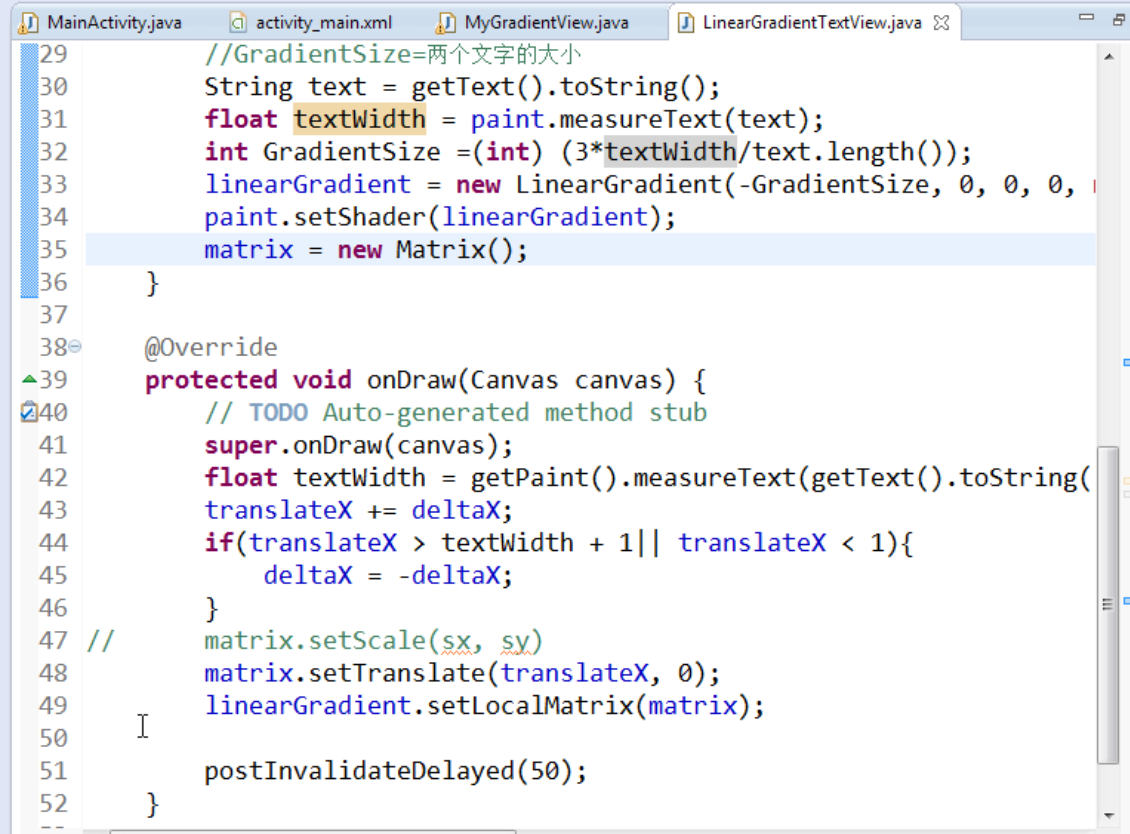 MainActivity.java activity_main.xml MyGradientView.java LinearGradientTextView.java
29 //GradientSize=两个文字的大小
30 String text = getText().toString();
31 float textWidth = paint.measureText(text);
32 int GradientSize =(int) (3*textWidth/text.length());
33 linearGradient = new LinearGradient(-GradientSize, 0, 0, 0,
34 paint.setShader(linearGradient);
35 matrix = new Matrix();
36 }
37
38 @Override
39 protected void onDraw(Canvas canvas) {
40 // TODO Auto-generated method stub
41 super.onDraw(canvas);
42 float textWidth = getPaint().measureText(getText().toString(
43 translateX += deltaX;
44 if(translateX > textWidth + 1|| translateX < 1){
45 deltaX = -deltaX;
46 }
47 // matrix.setScale(sx, sy)
48 matrix.setTranslate(translateX, 0);
49 linearGradient.setLocalMatrix(matrix);
50
51 postInvalidateDelayed(50);
52 }